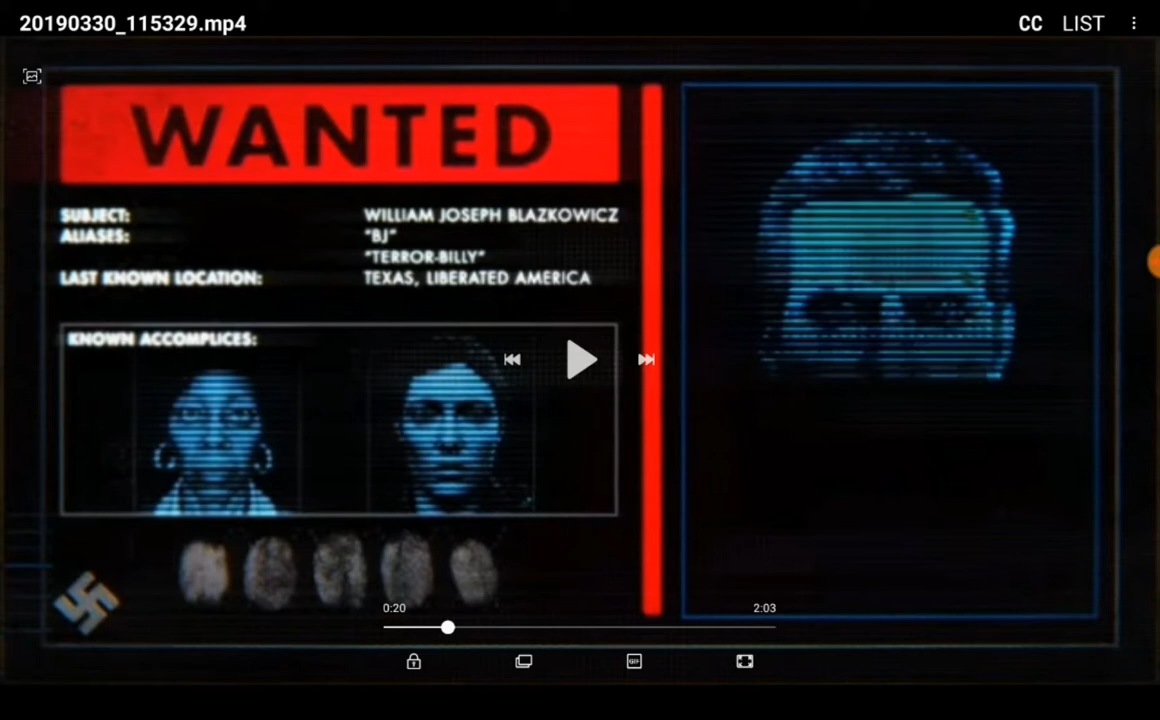 20190330_115329.mp4
CC LIST
WANTED
SUBJECT: WILLIAM JOSEPH BLAZKOWICZ
ALIASES: "BJ"
"TERROR-BILLY"
LAST KNOWN LOCATION: TEXAS, LIBERATED AMERICA
KNOWN ACCOMPLICES:
0:20 2:03
GIF